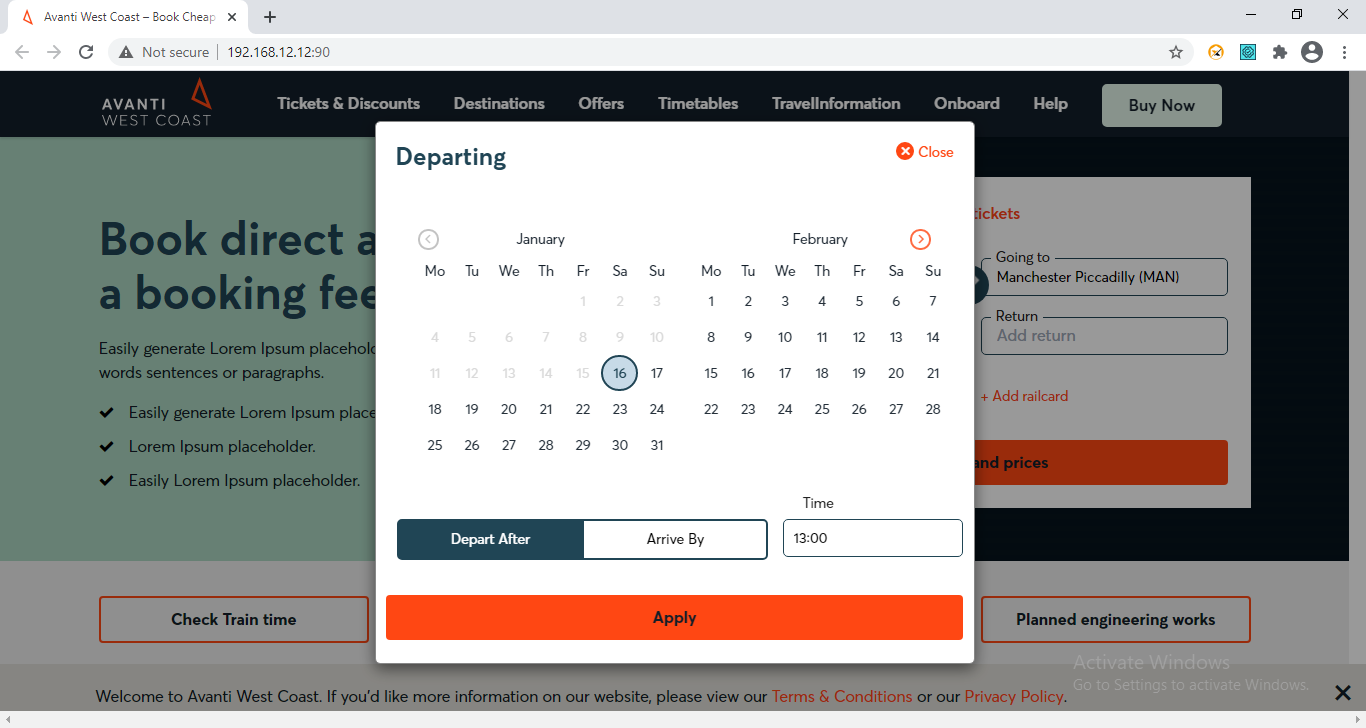 Avanti West Coast – Book Cheap
Not secure 192.168.12.12:90
AVANTI
WEST COAST
Tickets & Discounts Destinations Offers Timetables TravelInformation Onboard Help Buy Now
Departing
Close
Book direct a
a booking fee
Easily generate Lorem Ipsum
words sentences or paragraphs.
Easily generate Lorem Ipsum place
Lorem Ipsum placeholder.
Easily Lorem Ipsum placeholder.
January
Mo Tu We Th Fr Sa Su
1 2 3
4 5 6 7 8 9 10
11 12 13 14 15 16 17
18 19 20 21 22 23 24
25 26 27 28 29 30 31
February
Mo Tu We Th Fr Sa Su
1 2 3 4 5 6 7
8 9 10 11 12 13 14
15 16 17 18 19 20 21
22 23 24 25 26 27 28
Time
Depart After Arrive By 13:00
Apply
tickets
Going to
Manchester Piccadilly (MAN)
Return
Add return
+ Add railcard
and prices
Check Train time
Planned engineering works
Activate Windows
Go to Settings to activate Windows.
Welcome to Avanti West Coast. If you'd like more information on our website, please view our Terms & Conditions or our Privacy Policy.